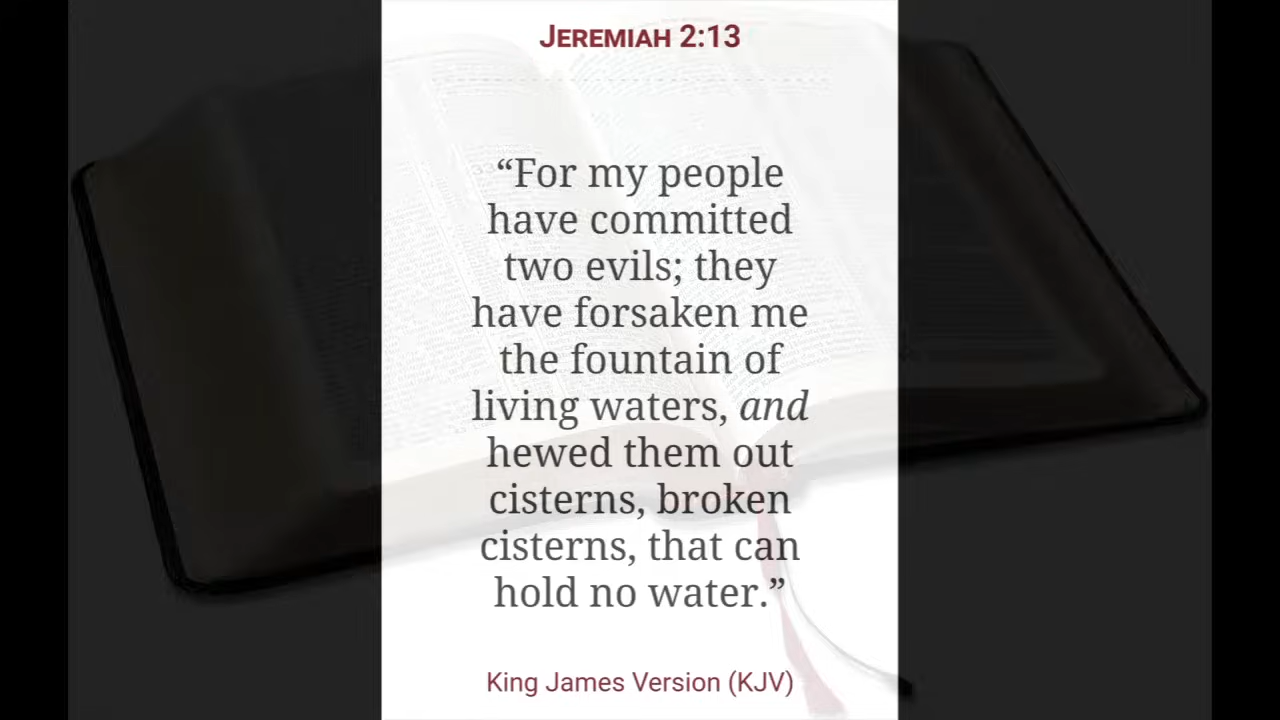 JEREMIAH 2:13
“For my people
have committed
two evils; they
have forsaken me
the fountain of
living waters, and
hewed them out
cisterns, broken
cisterns, that can
hold no water.”
King James Version (KJV)